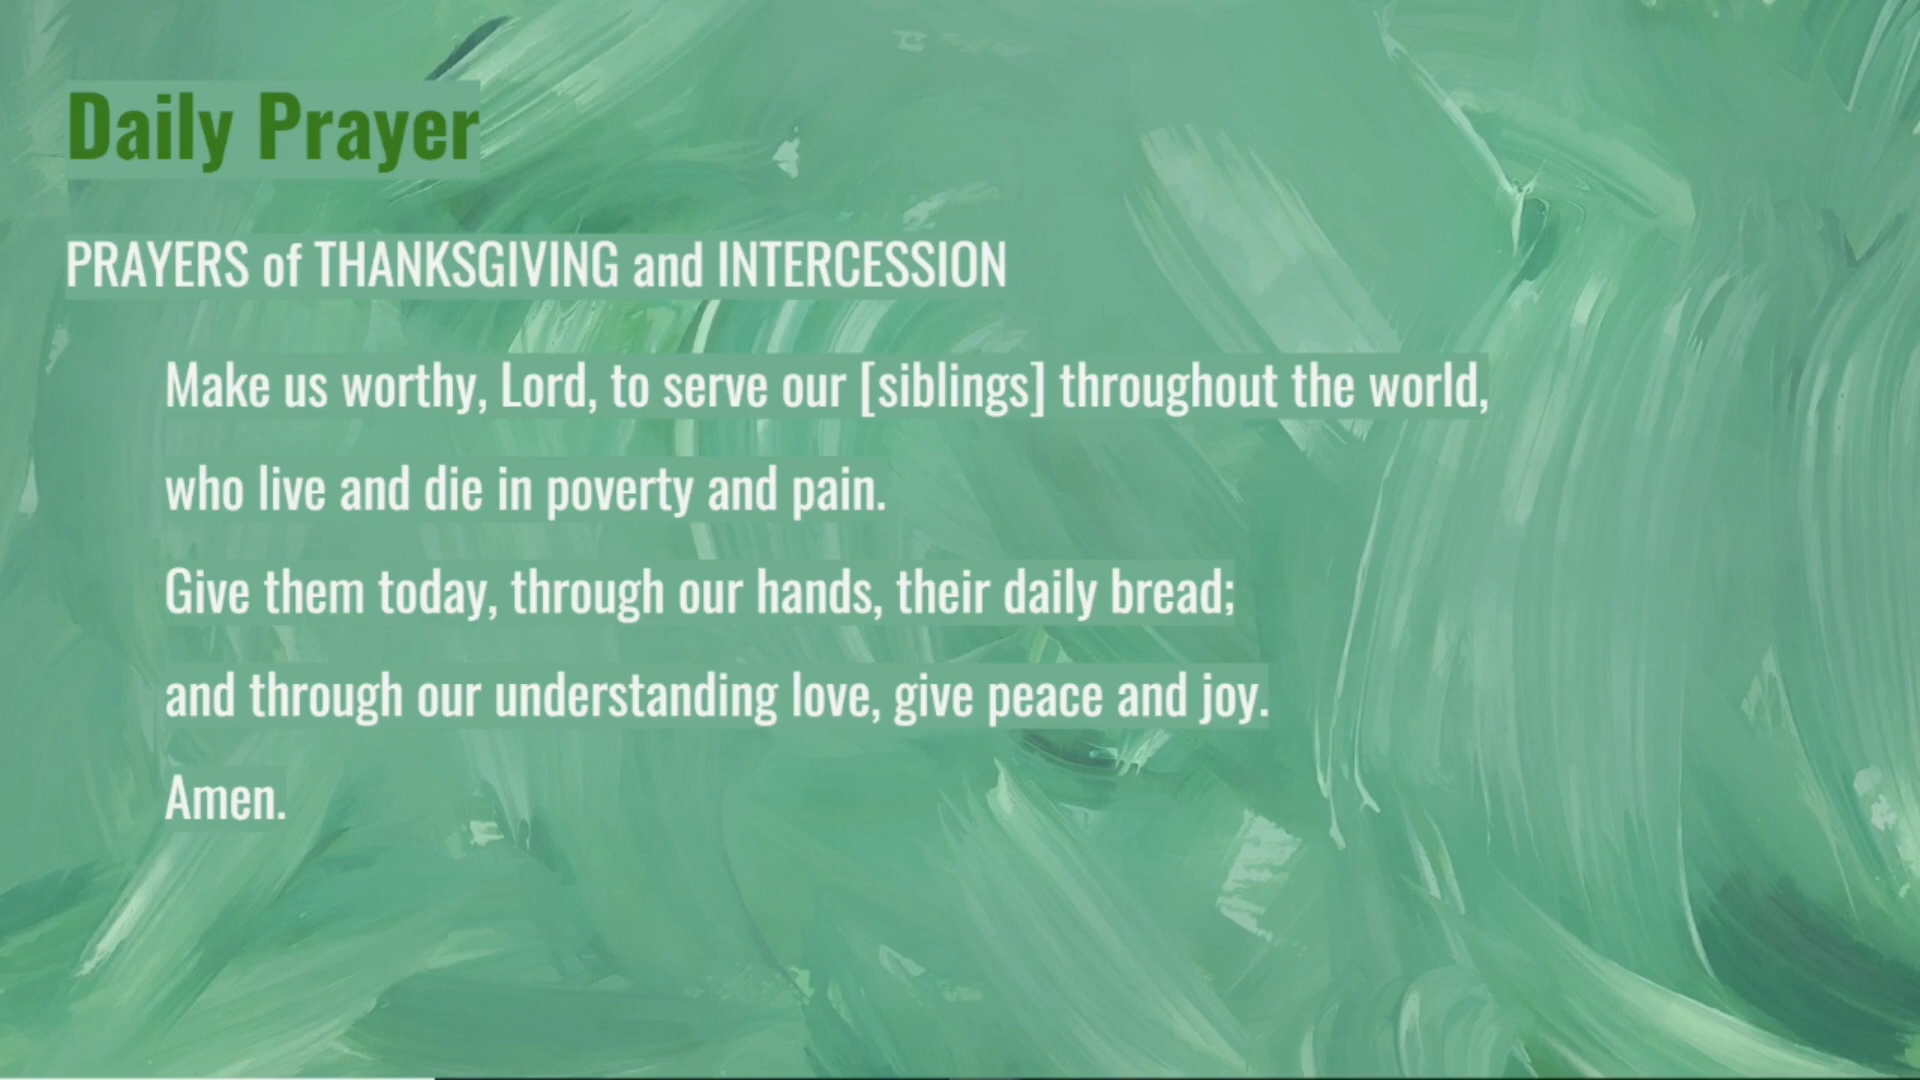 Daily Prayer
PRAYERS of THANKSGIVING and INTERCESSION
Make us worthy, Lord, to serve our [siblings] throughout the world,
who live and die in poverty and pain.
Give them today, through our hands, their daily bread;
and through our understanding love, give peace and joy.
Amen.